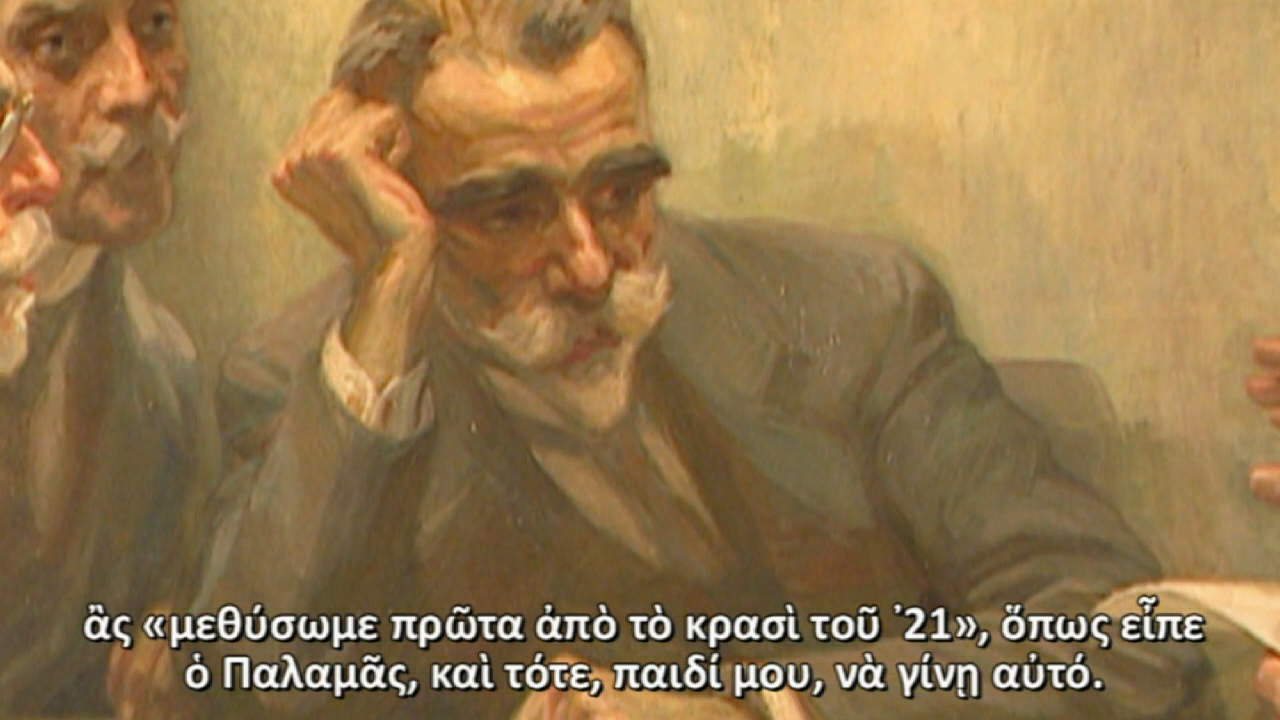 ἂς «μεθύσωμε πρῶτα ἀπὸ τὸ κρασὶ τοῦ ᾽21», ὅπως εἶπε
ὁ Παλαμᾶς, καὶ τότε, παιδί μου, νὰ γίνῃ αὐτό.